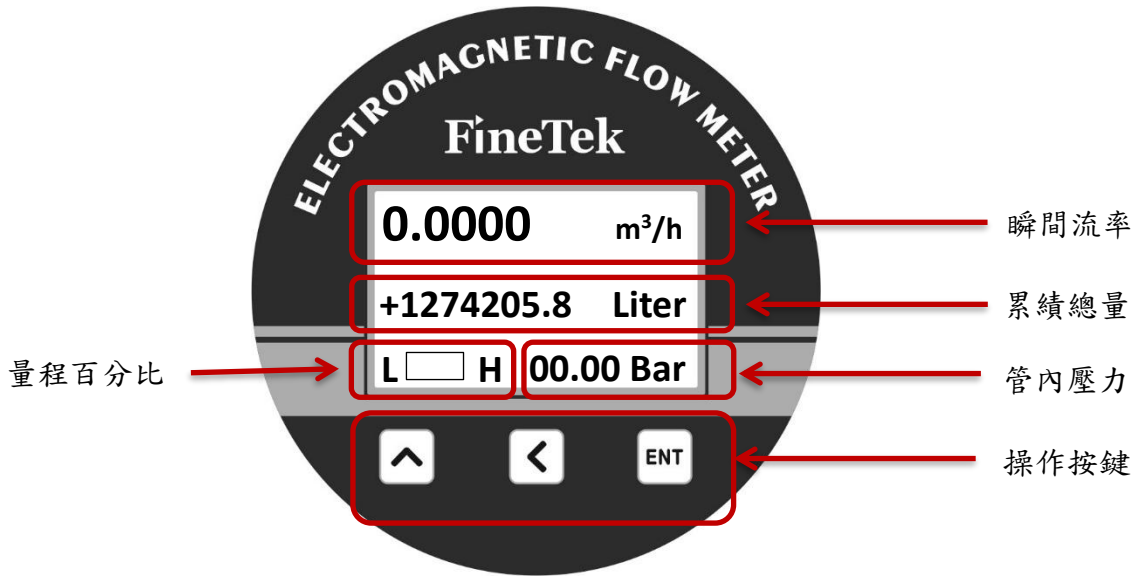 ELECTROMAGNETIC FLOW METER
FineTek
0.0000 m³/h
瞬間流率
+1274205.8 Liter
累績總量
量程百分比
L H 00.00 Bar
管內壓力
ENT
操作按鍵